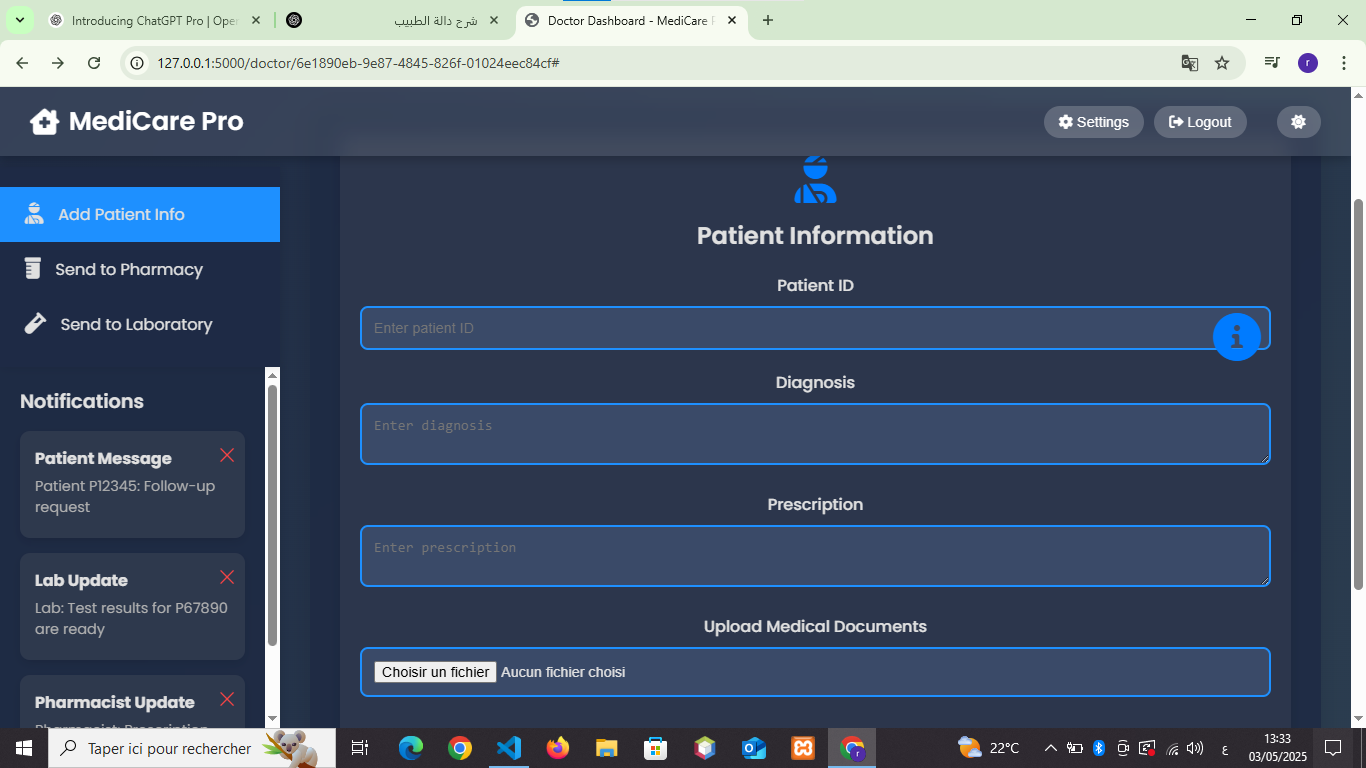 Introducing ChatGPT Pro | Ope
شرح دالة الطبيب
Doctor Dashboard - MediCare P
127.0.0.1:5000/doctor/6e1890eb-9e87-4845-826f-01024eec84cf#
r
MediCare Pro
Settings
Logout
Add Patient Info
Send to Pharmacy
Send to Laboratory
Notifications
Patient Message
Patient P12345: Follow-up
request
Lab Update
Lab: Test results for P67890
are ready
Pharmacist Update
Pharmacist: Prescription
Patient Information
Patient ID
Enter patient ID
Diagnosis
Enter diagnosis
Prescription
Enter prescription
Upload Medical Documents
Choisir un fichier Aucun fichier choisi
Taper ici pour rechercher
22°C
ع
13:33
03/05/2025